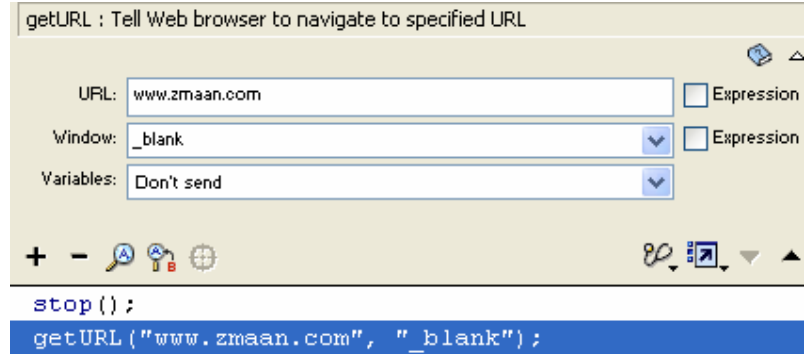 getURL : Tell Web browser to navigate to specified URL
URL: www.zmaan.com Expression
Window: _blank Expression
Variables: Don't send
stop();
getURL("www.zmaan.com", "_blank");